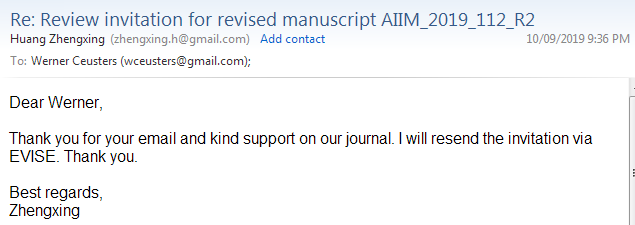 Re: Review invitation for revised manuscript AIIM_2019_112_R2
Huang Zhengxing (zhengxing.h@gmail.com) Add contact 10/09/2019 9:36 PM
To: Werner Ceusters (wceusters@gmail.com);
Dear Werner,
Thank you for your email and kind support on our journal. I will resend the invitation via
EVISE. Thank you.
Best regards,
Zhengxing